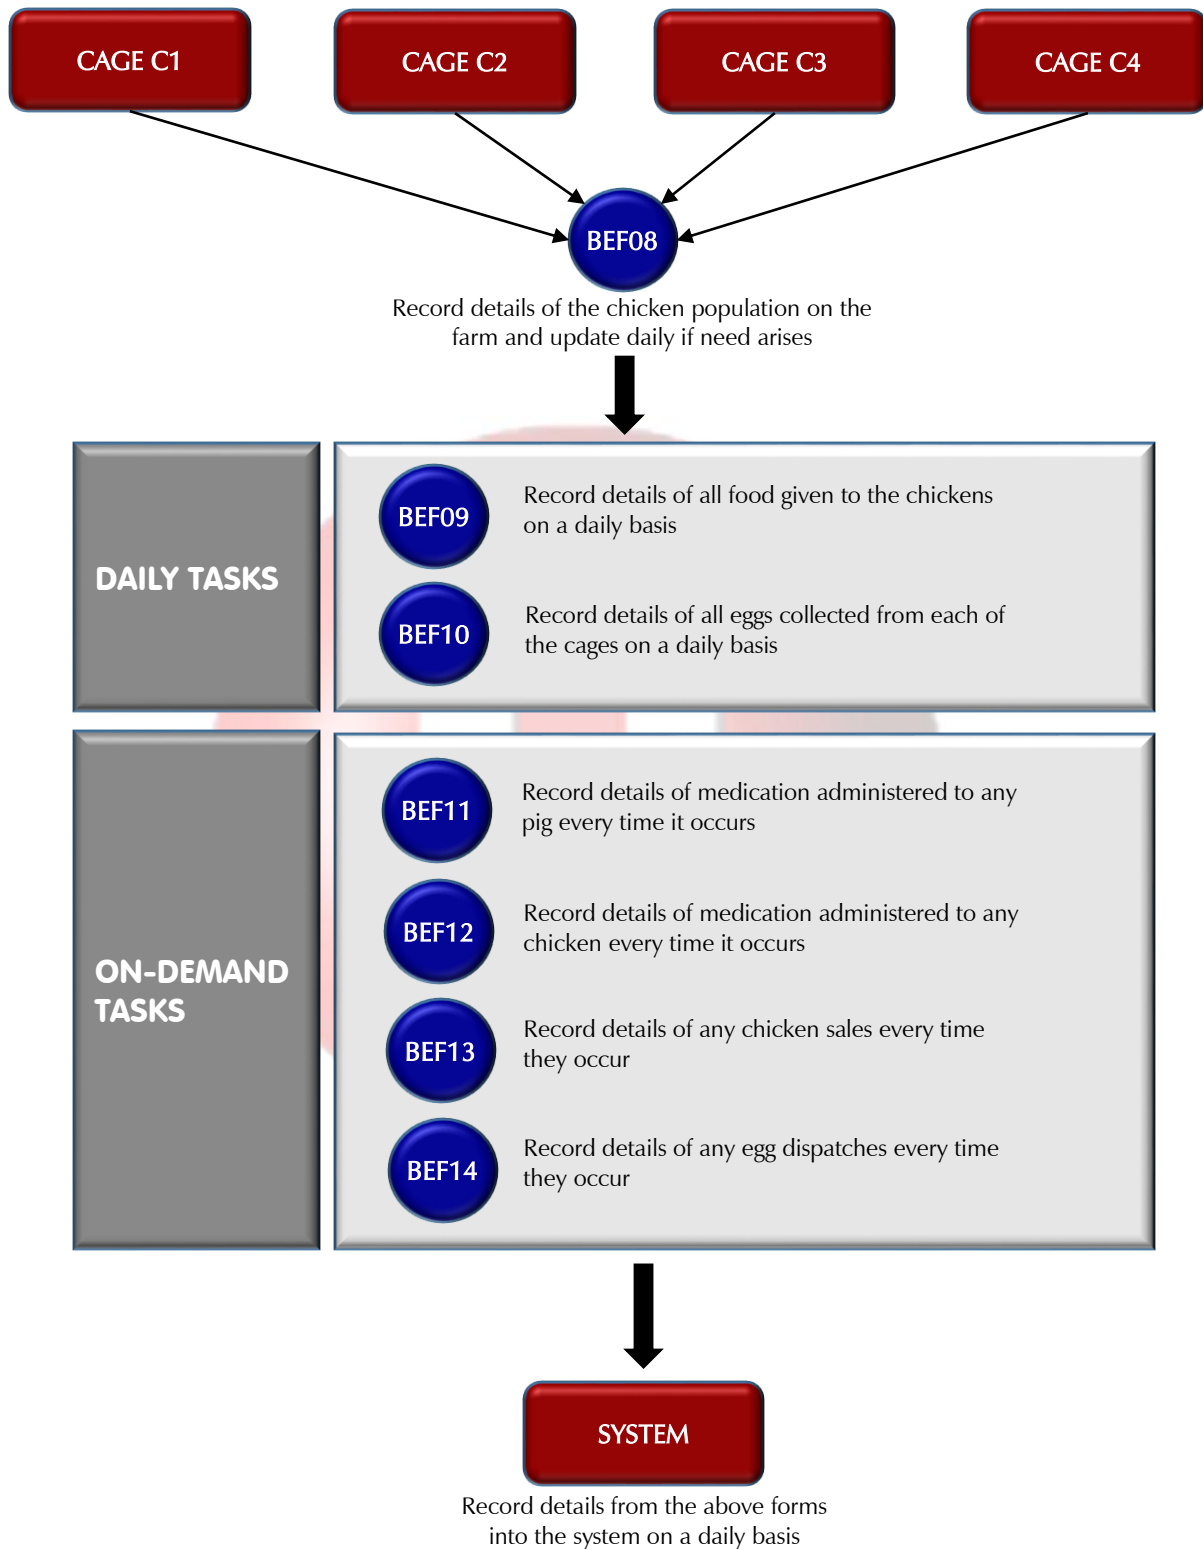 CAGE C1
CAGE C2
CAGE C3
CAGE C4
BEF08
Record details of the chicken population on the
farm and update daily if need arises
DAILY TASKS
BEF09
Record details of all food given to the chickens
on a daily basis
BEF10
Record details of all eggs collected from each of
the cages on a daily basis
ON-DEMAND
TASKS
BEF11
Record details of medication administered to any
pig every time it occurs
BEF12
Record details of medication administered to any
chicken every time it occurs
BEF13
Record details of any chicken sales every time
they occur
BEF14
Record details of any egg dispatches every time
they occur
SYSTEM
Record details from the above forms
into the system on a daily basis